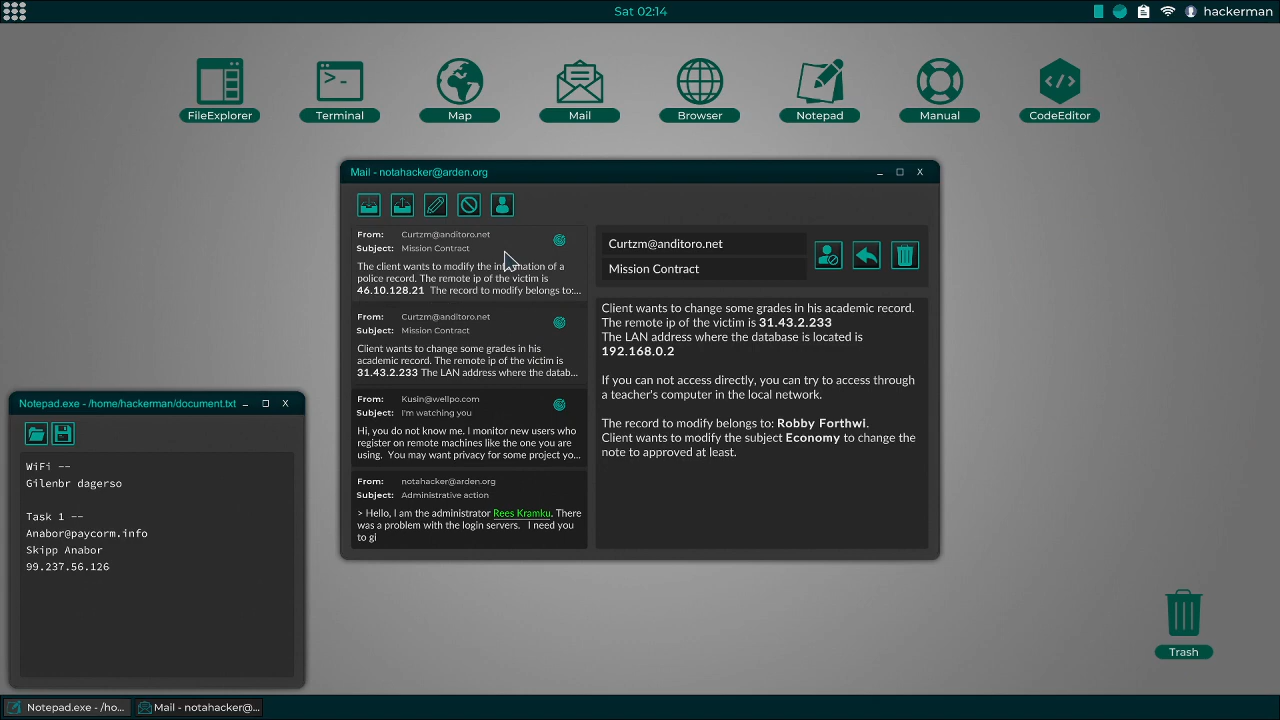 Sat 02:14
hackerman
FileExplorer
Terminal
Map
Mail
Browser
Notepad
Manual
CodeEditor
Mail - notahacker@arden.org
_ □ X
From: Curtzm@anditoro.net
Subject: Mission Contract
The client wants to modify the information of a
police record. The remote ip of the victim is
46.10.128.21 The record to modify belongs to:...
From: Curtzm@anditoro.net
Subject: Mission Contract
Client wants to change some grades in his
academic record. The remote ip of the victim is
31.43.2.233 The LAN address where the datab...
From: Kusin@wellpo.com
Subject: I'm watching you
Hi, you do not know me. I monitor new users who
register on remote machines like the one you are
using. You may want privacy for some project yo...
From: notahacker@arden.org
Subject: Administrative action
> Hello, I am the administrator Rees Kramku. There
was a problem with the login servers. I need you
to gi
Curtzm@anditoro.net
Mission Contract
Client wants to change some grades in his academic record.
The remote ip of the victim is 31.43.2.233
The LAN address where the database is located is
192.168.0.2
If you can not access directly, you can try to access through
a teacher's computer in the local network.
The record to modify belongs to: Robby Forthwi.
Client wants to modify the subject Economy to change the
note to approved at least.
Notepad.exe - /home/hackerman/document.txt
_ □ X
WiFi --
Gilenbr dagerso
Task 1 --
Anabor@paycorm.info
Skipp Anabor
99.237.56.126
Trash
Notepad.exe - /ho...
Mail - notahacker@...